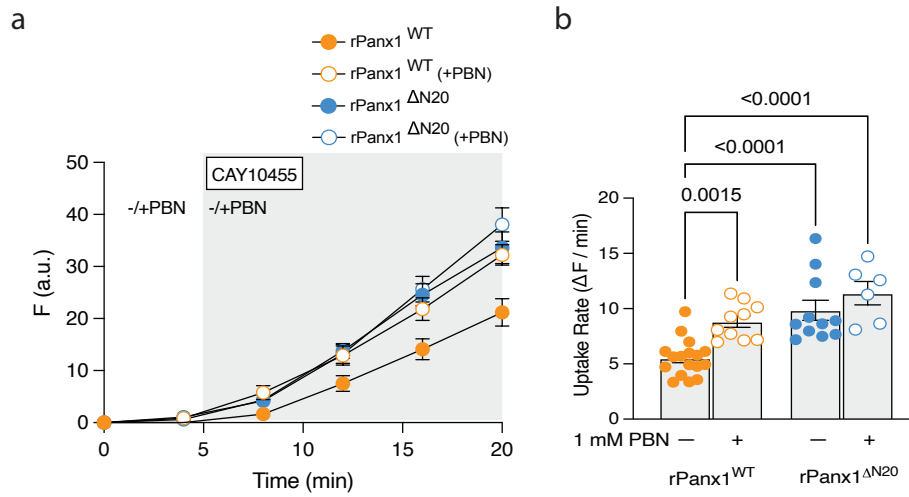 a
rPanx1 WT
rPanx1 WT (+PBN)
rPanx1 ΔN20
rPanx1 ΔN20 (+PBN)
50
40
30
20
10
0
F (a.u.)
-/+PBN
CAY10455
-/+PBN
0
5
10
15
20
Time (min)
b
<0.0001
<0.0001
0.0015
20
15
10
5
0
Uptake Rate (ΔF / min)
1 mM PBN — + — +
rPanx1WT rPanx1ΔN20